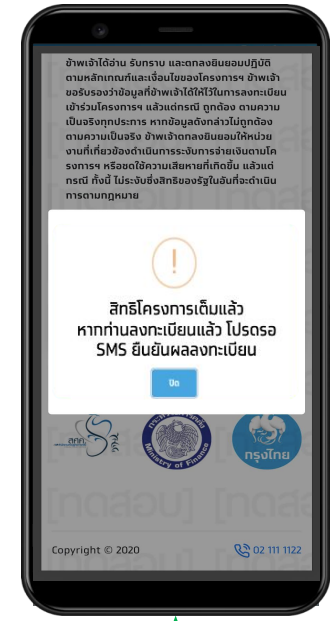 ข้าพเจ้าได้อ่าน รับทราบ และตกลงยินยอมปฏิบัติ
ตามหลักเกณฑ์และเงื่อนไขของโครงการฯ ข้าพเจ้า
ขอรับรองว่าข้อมูลที่ข้าพเจ้าได้ให้ไว้ในการลงทะเบียน
เข้าร่วมโครงการฯ แล้วแต่กรณี ถูกต้อง ตามความ
เป็นจริงทุกประการ หากข้อมูลดังกล่าวไม่ถูกต้อง
ตามความเป็นจริง ข้าพเจ้าตกลงยินยอมให้หน่วย
งานที่เกี่ยวข้องดำเนินการระงับการจ่ายเงินตามโค
รงการฯ หรือชดใช้ความเสียหายที่เกิดขึ้น แล้วแต่
กรณี ทั้งนี้ ไม่ระงับซึ่งสิทธิของรัฐในอันที่จะดำเนิน
การตามกฎหมาย
!
สิทธิโครงการเต็มแล้ว
หากท่านลงทะเบียนแล้ว โปรดรอ
SMS ยืนยันผลลงทะเบียน
ปิด
สศค.
กระทรวงการคลัง
Ministry of Finance
กรุงไทย
[ทดสอบ]
Copyright © 2020
02 111 1122